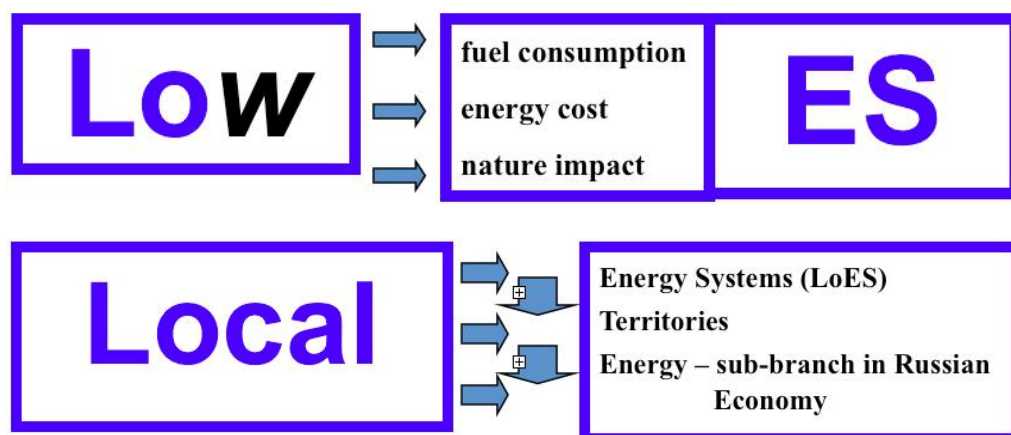 Low
fuel consumption
energy cost
nature impact
ES
Local
Energy Systems (LoES)
Territories
Energy – sub-branch in Russian
Economy